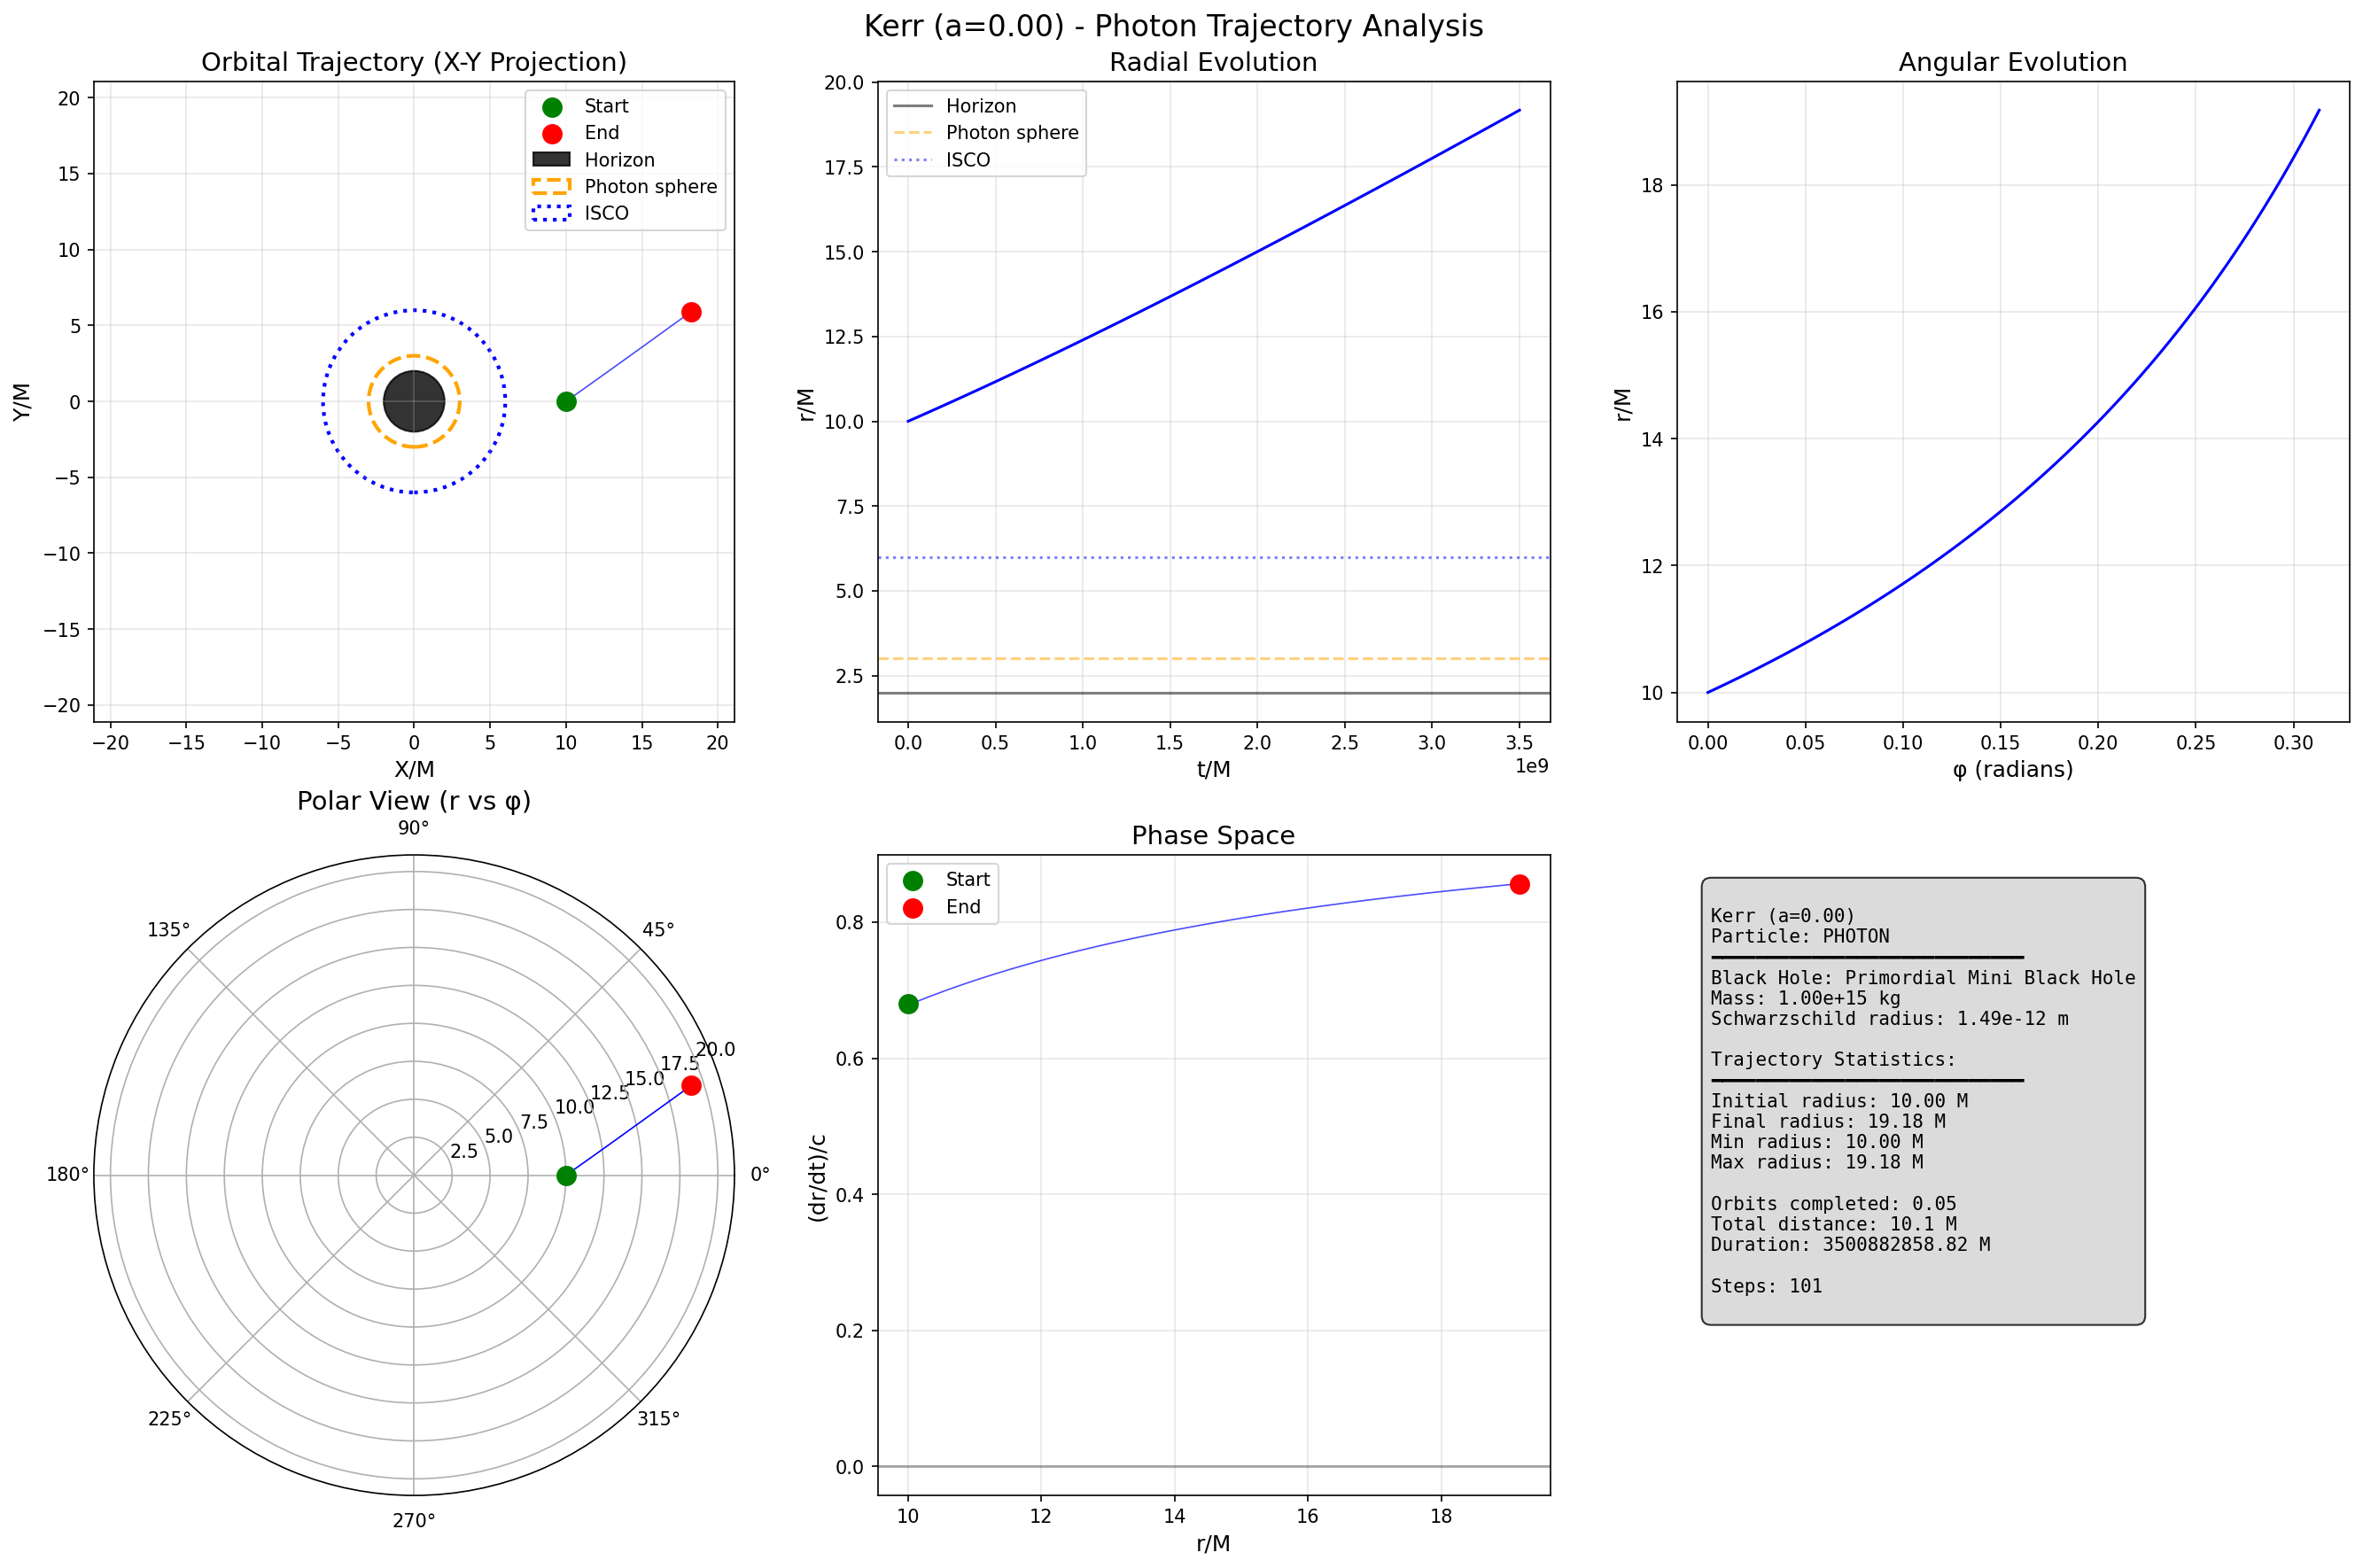 Kerr (a=0.00) - Photon Trajectory Analysis
Orbital Trajectory (X-Y Projection)
Start
End
Horizon
Photon sphere
ISCO
20
15
10
5
0
−5
−10
−15
−20
Y/M
−20 −15 −10 −5 0 5 10 15 20
X/M
Radial Evolution
Horizon
Photon sphere
ISCO
20.0
17.5
15.0
12.5
10.0
7.5
5.0
2.5
r/M
0.0 0.5 1.0 1.5 2.0 2.5 3.0 3.5
1e9
t/M
Angular Evolution
18
16
14
12
10
r/M
0.00 0.05 0.10 0.15 0.20 0.25 0.30
φ (radians)
Polar View (r vs φ)
90°
135° 45°
180° 0°
225° 315°
270°
2.5 5.0 7.5 10.0 12.5 15.0 17.5 20.0
Phase Space
Start
End
0.8
0.6
0.4
0.2
0.0
(dr/dt)/c
10 12 14 16 18
r/M
Kerr (a=0.00)
Particle: PHOTON
Black Hole: Primordial Mini Black Hole
Mass: 1.00e+15 kg
Schwarzschild radius: 1.49e-12 m
Trajectory Statistics:
Initial radius: 10.00 M
Final radius: 19.18 M
Min radius: 10.00 M
Max radius: 19.18 M
Orbits completed: 0.05
Total distance: 10.1 M
Duration: 3500882858.82 M
Steps: 101